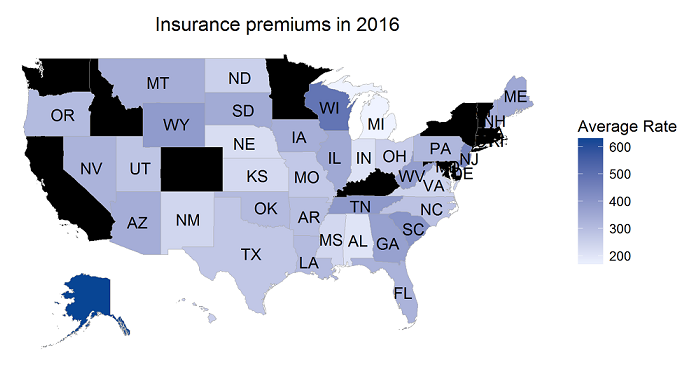 Insurance premiums in 2016
MT
ND
OR
SD
WI
ME
WY
MI
NH
NE
IA
PA
NV
UT
IL
IN
OH
NJ
KS
MO
WV
DE
VA
AZ
NM
OK
AR
TN
NC
SC
TX
MS
AL
GA
LA
FL
Average Rate
600
500
400
300
200